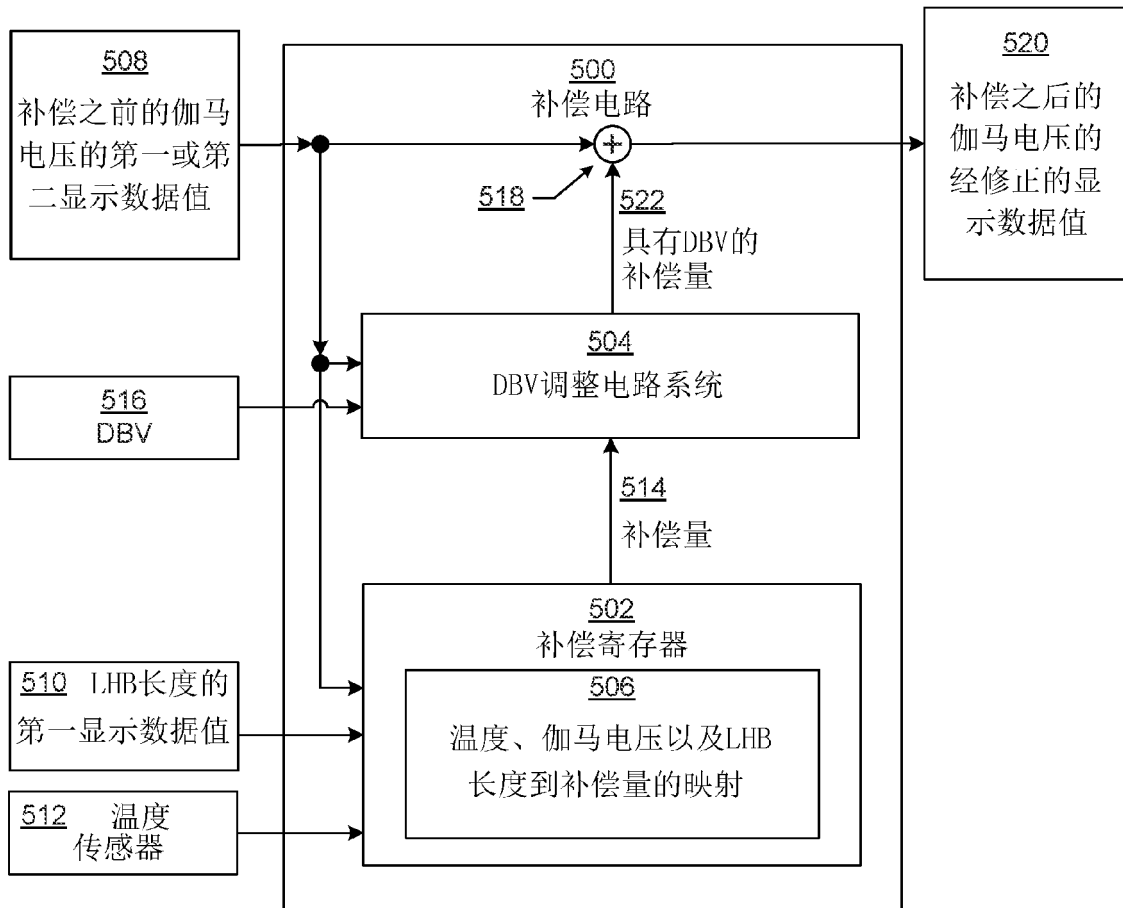 508
补偿之前的伽马
电压的第一或第
二显示数据值
500
补偿电路
518
522
具有DBV的
补偿量
520
补偿之后的
伽马电压的
经修正的显
示数据值
504
DBV调整电路系统
516
DBV
514
补偿量
502
补偿寄存器
506
温度、伽马电压以及LHB
长度到补偿量的映射
510 LHB长度的
第一显示数据值
512 温度
传感器